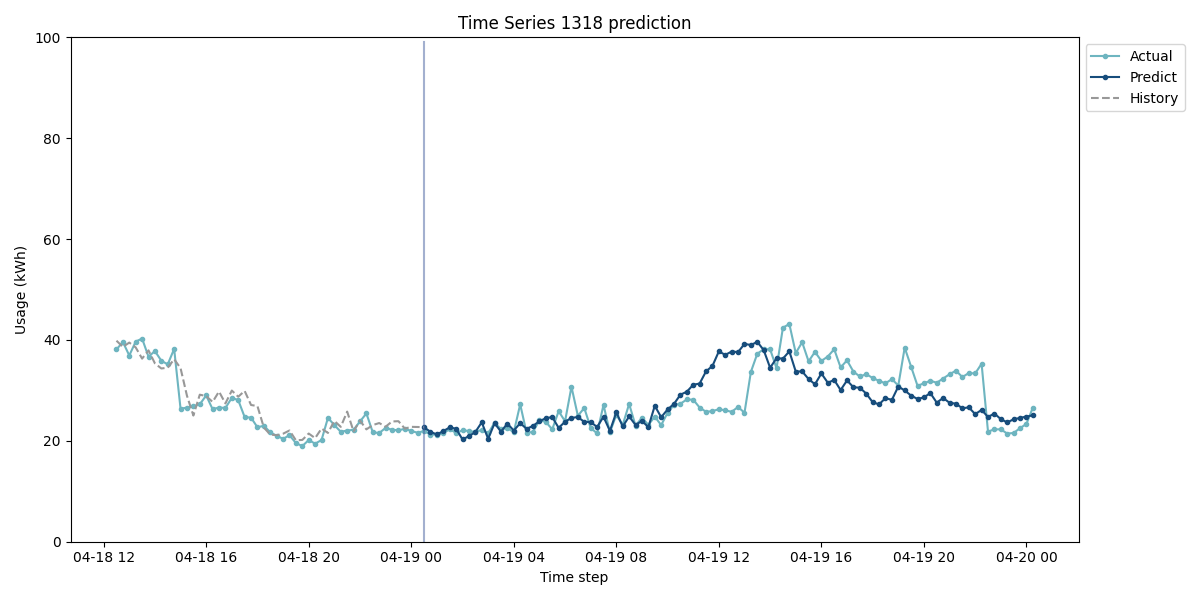 Time Series 1318 prediction
100
80
60
40
20
0
Usage (kWh)
04-18 12
04-18 16
04-18 20
04-19 00
04-19 04
04-19 08
04-19 12
04-19 16
04-19 20
04-20 00
Time step
Actual
Predict
History